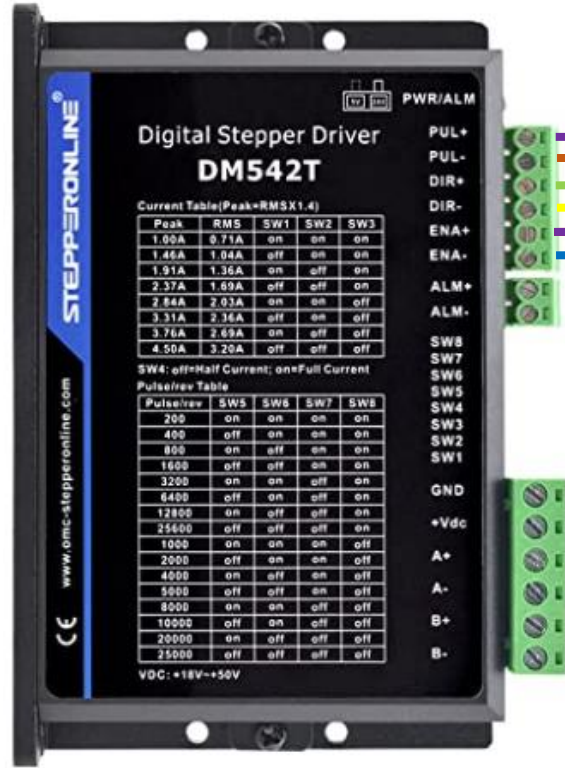 5V 24V PWR/ALM
Digital Stepper Driver
DM542T
Current Table(Peak=RMSX1.4)
Peak RMS SW1 SW2 SW3
1.00A 0.71A on on on
1.46A 1.04A off on on
1.91A 1.36A on off on
2.37A 1.69A off off on
2.84A 2.03A on on off
3.31A 2.36A off on off
3.76A 2.69A on off off
4.50A 3.20A off off off
SW4: off=Half Current; on=Full Current
Pulse/rev Table
Pulse/rev SW5 SW6 SW7 SW8
200 on on on on
400 off on on on
800 on off on on
1600 off off on on
3200 on on off on
6400 off on off on
12800 on off off on
25600 off off off on
1000 on on on off
2000 off on on off
4000 on off on off
5000 off off on off
8000 on on off off
10000 off on off off
20000 on off off off
25000 off off off off
VDC: +18V~+50V
STEPPERONLINE®
www.omc-stepperonline.com
CE
PUL+
PUL-
DIR+
DIR-
ENA+
ENA-
ALM+
ALM-
SW8
SW7
SW6
SW5
SW4
SW3
SW2
SW1
GND
+Vdc
A+
A-
B+
B-